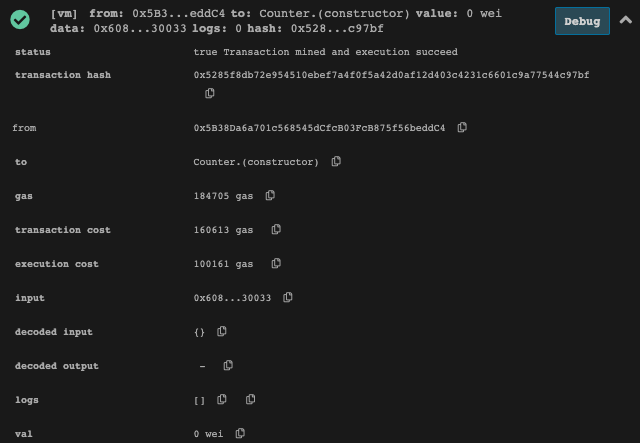 [vm] from: 0x5B3...eddC4 to: Counter.(constructor) value: 0 wei
data: 0x608...30033 logs: 0 hash: 0x528...c97bf
Debug
status true Transaction mined and execution succeed
transaction hash 0x5285f8db72e954510ebef7a4f0f5a42d0af12d403c4231c6601c9a77544c97bf
from 0x5B38Da6a701c568545dCfcB03FcB875f56beddC4
to Counter.(constructor)
gas 184705 gas
transaction cost 160613 gas
execution cost 100161 gas
input 0x608...30033
decoded input {}
decoded output -
logs []
val 0 wei